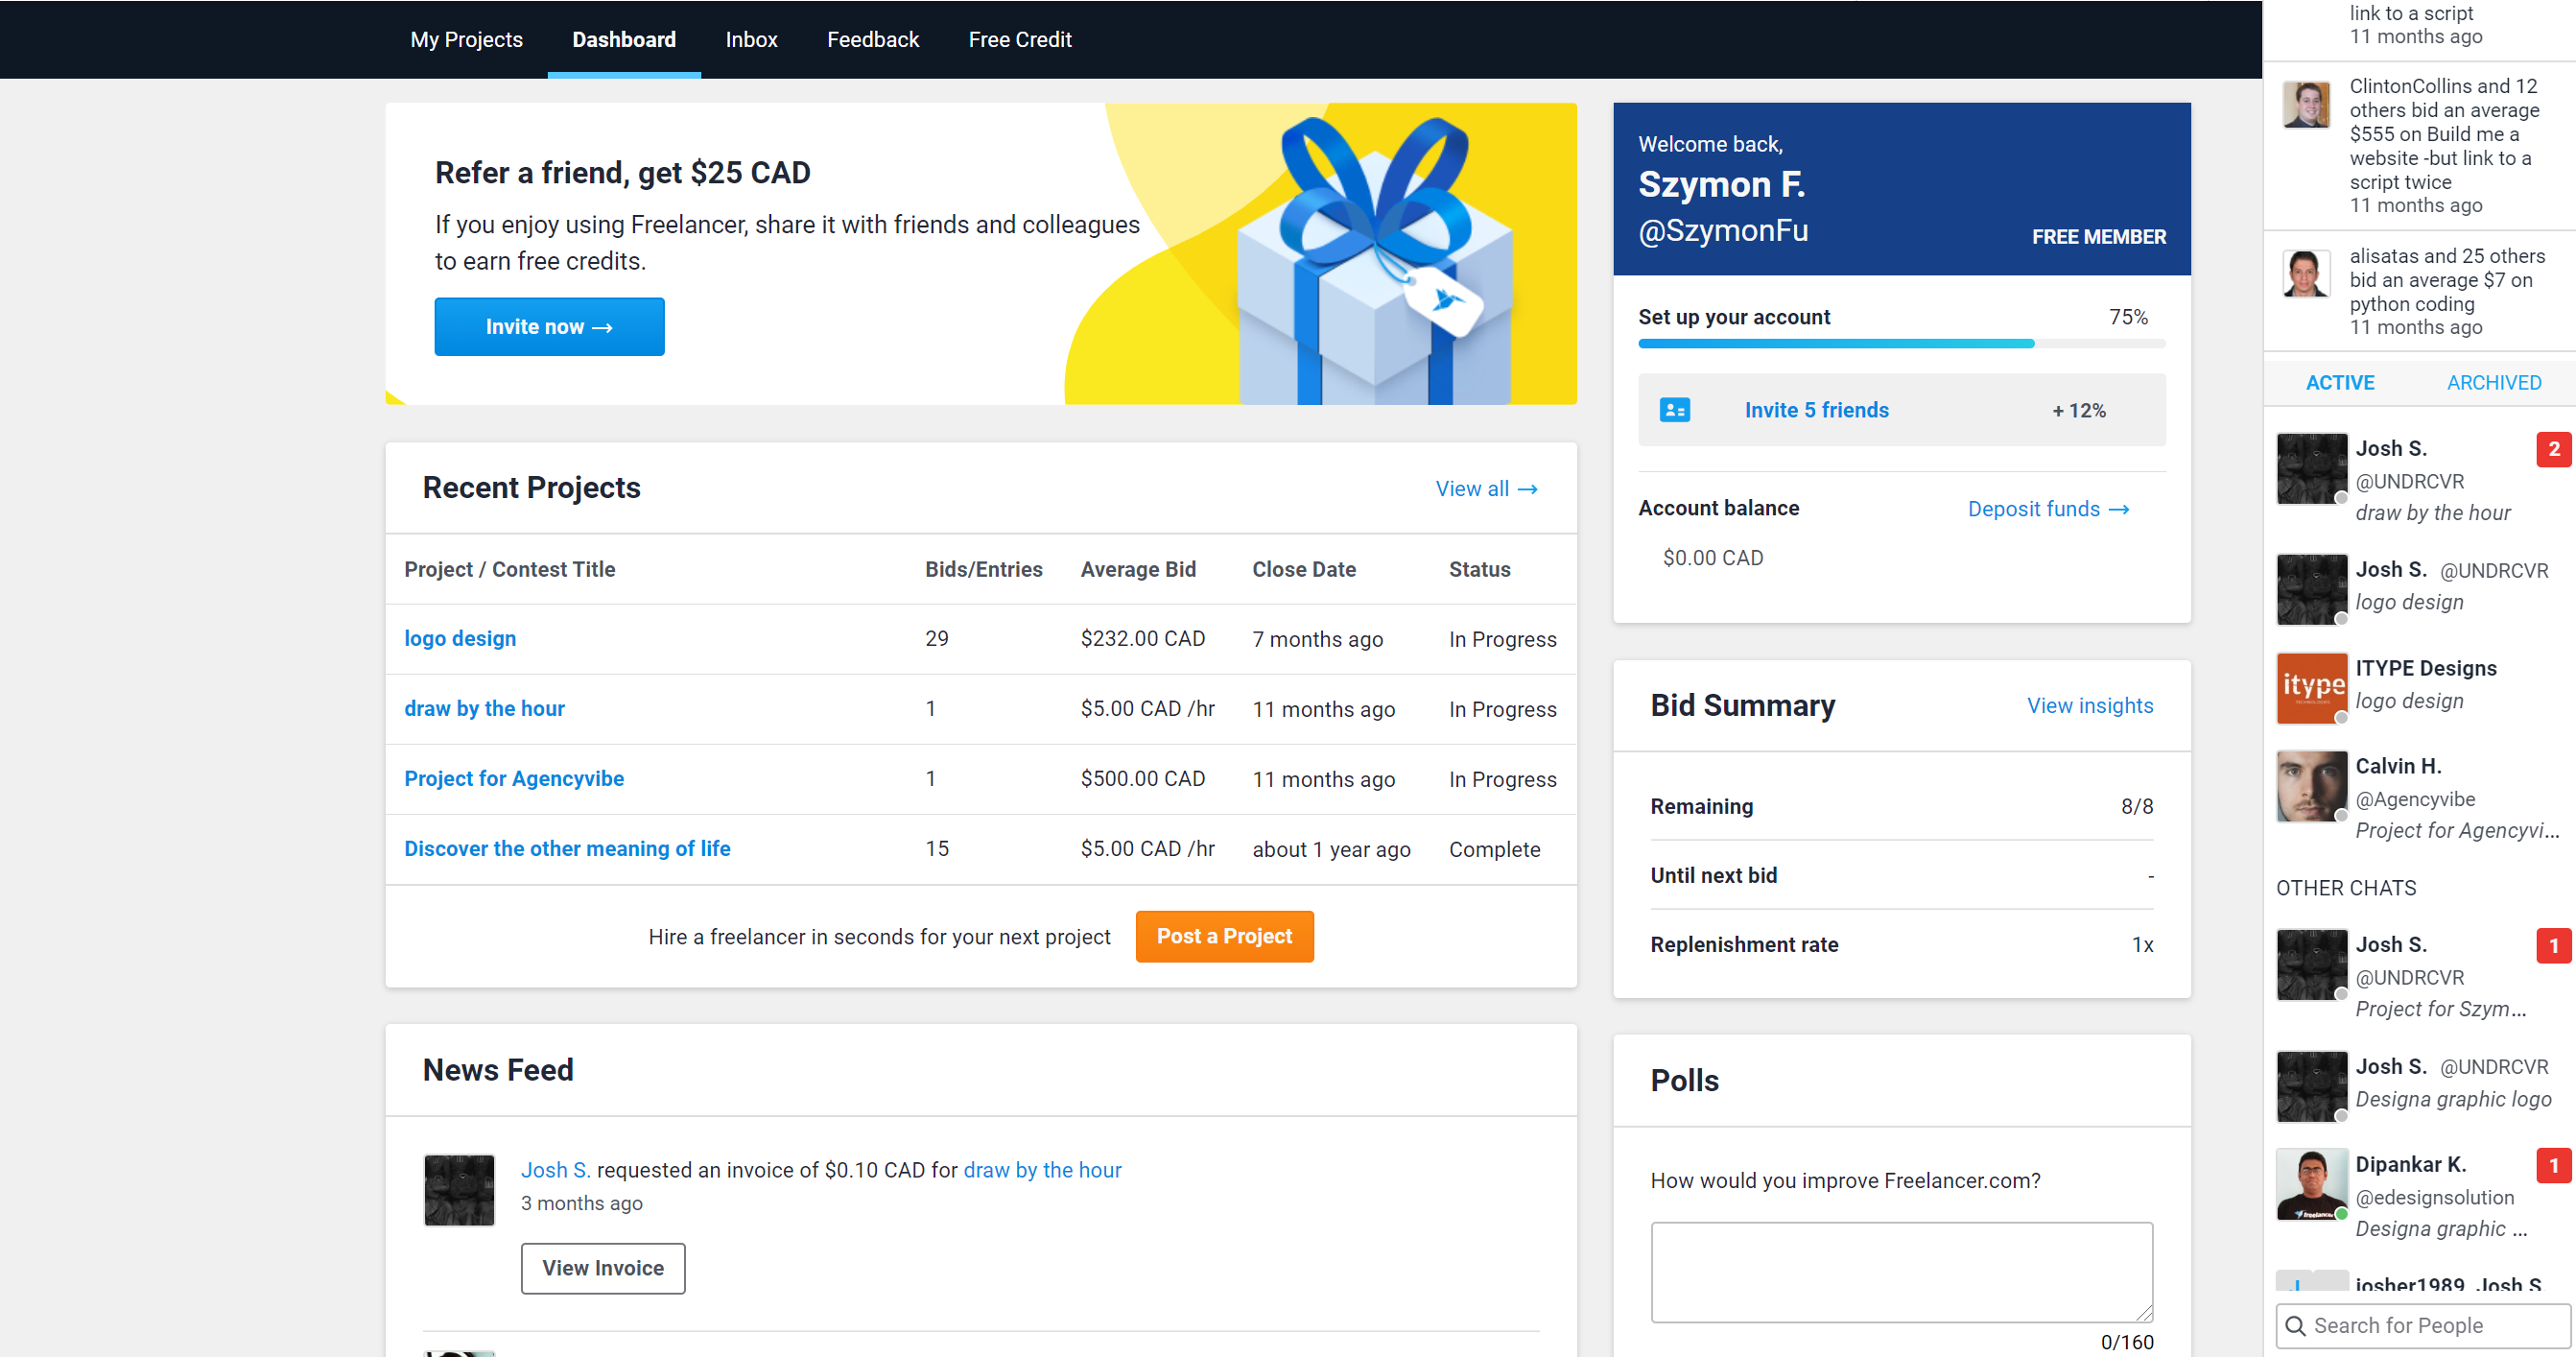 My Projects
Dashboard
Inbox
Feedback
Free Credit
Refer a friend, get $25 CAD
If you enjoy using Freelancer, share it with friends and colleagues
to earn free credits.
Invite now →
Recent Projects
View all →
Project / Contest Title Bids/Entries Average Bid Close Date Status
logo design 29 $232.00 CAD 7 months ago In Progress
draw by the hour 1 $5.00 CAD /hr 11 months ago In Progress
Project for Agencyvibe 1 $500.00 CAD 11 months ago In Progress
Discover the other meaning of life 15 $5.00 CAD /hr about 1 year ago Complete
Hire a freelancer in seconds for your next project Post a Project
News Feed
Josh S. requested an invoice of $0.10 CAD for draw by the hour
3 months ago
View Invoice
Welcome back,
Szymon F.
@SzymonFu
FREE MEMBER
Set up your account 75%
Invite 5 friends + 12%
Account balance Deposit funds →
$0.00 CAD
Bid Summary View insights
Remaining 8/8
Until next bid -
Replenishment rate 1x
Polls
How would you improve Freelancer.com?
0/160
link to a script
11 months ago
ClintonCollins and 12
others bid an average
$555 on Build me a
website -but link to a
script twice
11 months ago
alisatas and 25 others
bid an average $7 on
python coding
11 months ago
ACTIVE ARCHIVED
Josh S. 2
@UNDRCVR
draw by the hour
Josh S. @UNDRCVR
logo design
itype
ITYPE Designs
logo design
Calvin H.
@Agencyvibe
Project for Agencyvi...
OTHER CHATS
Josh S. 1
@UNDRCVR
Project for Szym...
Josh S. @UNDRCVR
Designa graphic logo
Dipankar K. 1
@edesignsolution
freelancer
Designa graphic ...
josher1989, Josh S.
Search for People